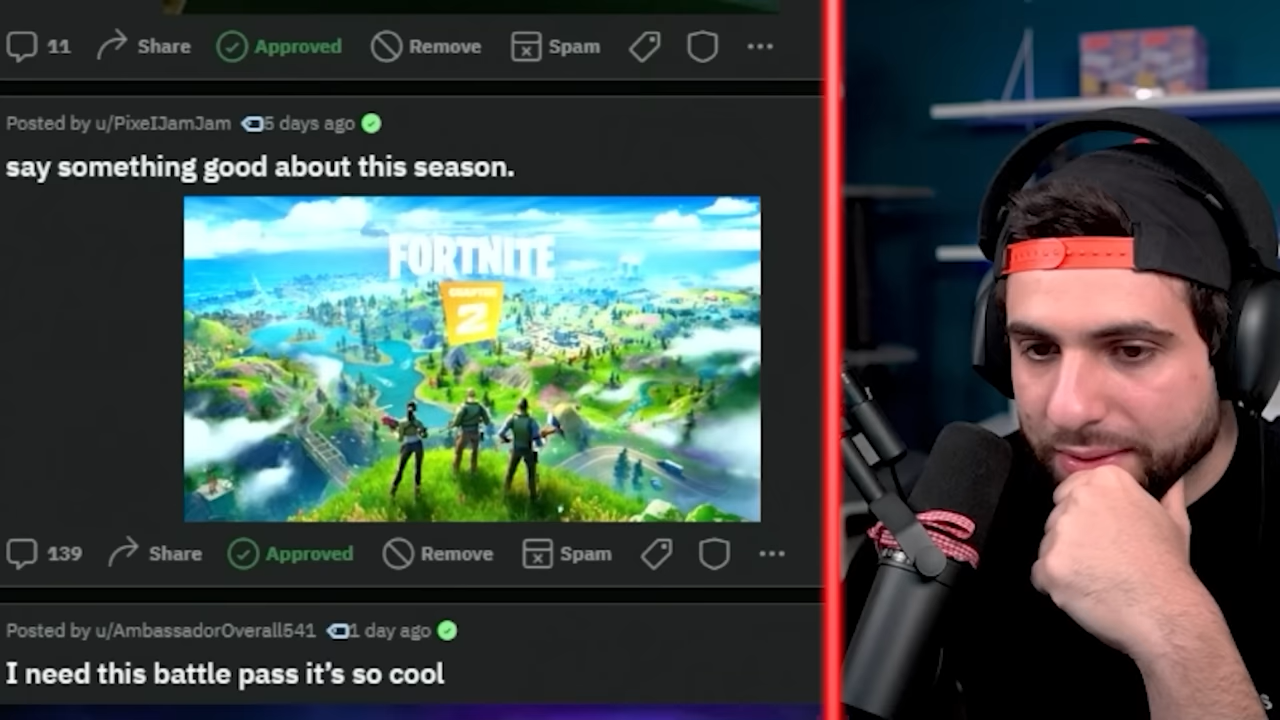 11 Share Approved Remove Spam
Posted by u/PixeIJamJam 5 days ago
say something good about this season.
FORTNITE
CHAPTER
2
139 Share Approved Remove Spam
Posted by u/AmbassadorOverall541 1 day ago
I need this battle pass it's so cool